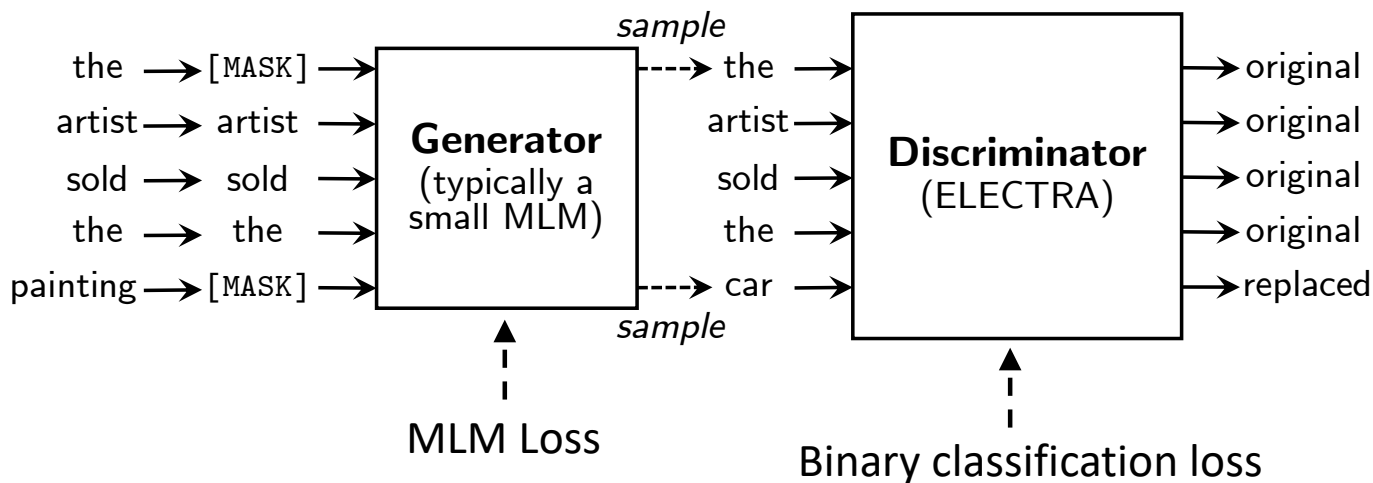 sample
the [MASK] the original
artist artist artist original
Generator
(typically a
small MLM)
Discriminator
(ELECTRA)
sold sold sold original
the the the original
painting [MASK] car replaced
sample
MLM Loss
Binary classification loss